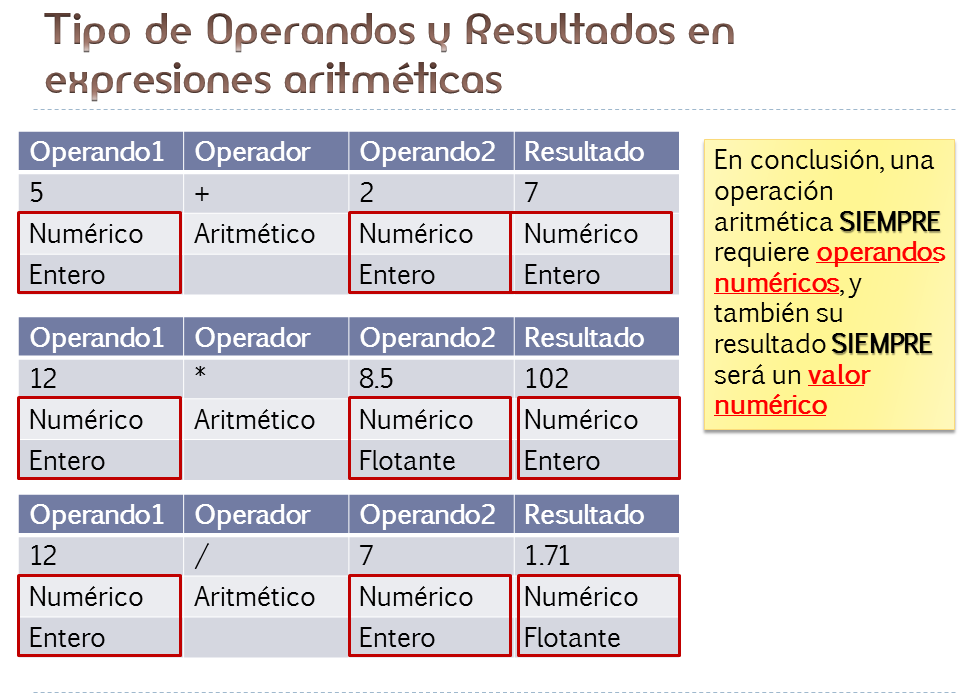 Tipo de Operandos y Resultados en
expresiones aritméticas
Operando1 Operador Operando2 Resultado
5 + 2 7
Numérico Aritmético Numérico Numérico
Entero Entero Entero
Operando1 Operador Operando2 Resultado
12 * 8.5 102
Numérico Aritmético Numérico Numérico
Entero Flotante Entero
Operando1 Operador Operando2 Resultado
12 / 7 1.71
Numérico Aritmético Numérico Numérico
Entero Entero Flotante
En conclusión, una
operación
aritmética SIEMPRE
requiere operandos
numéricos, y
también su
resultado SIEMPRE
será un valor
numérico